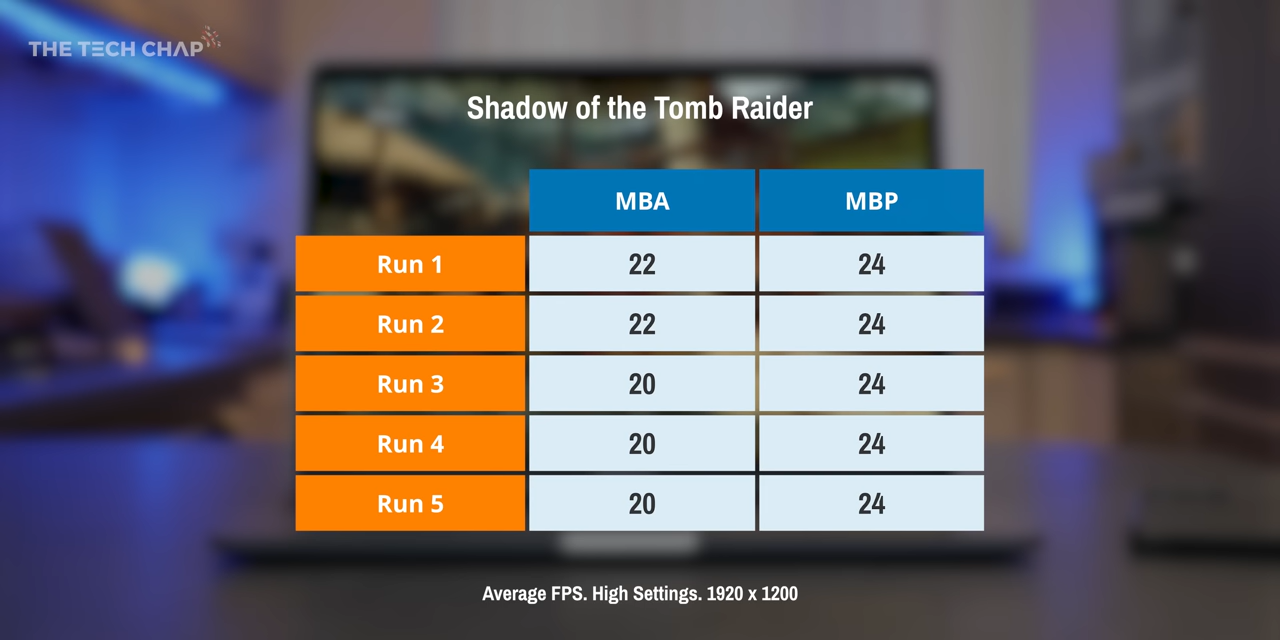 THE TECH CHAP
Shadow of the Tomb Raider
MBA MBP
Run 1 22 24
Run 2 22 24
Run 3 20 24
Run 4 20 24
Run 5 20 24
Average FPS. High Settings. 1920 x 1200